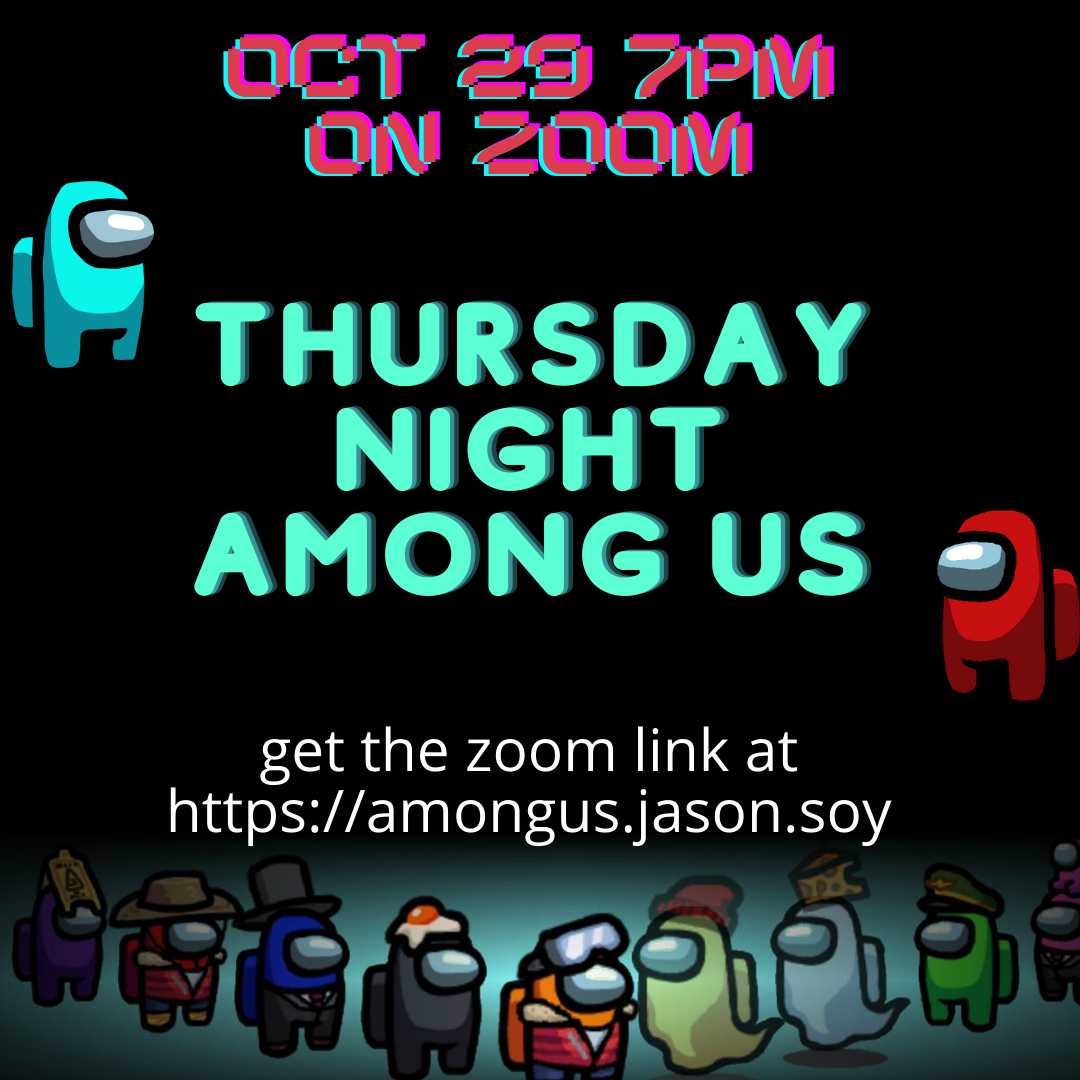 OCT 29 7PM
ON ZOOM
THURSDAY
NIGHT
AMONG US
get the zoom link at
https://amongus.jason.soy